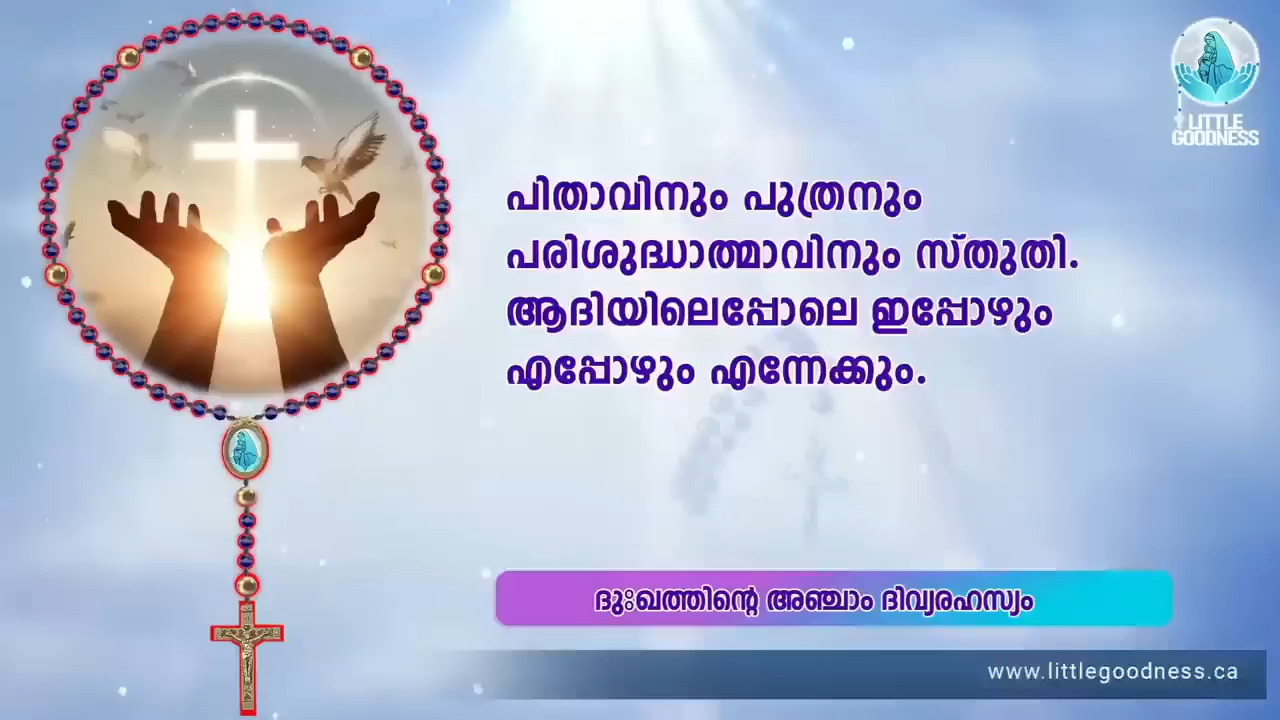 LITTLE
GOODNESS
പിതാവിനും പുത്രനും
പരിശുദ്ധാത്മാവിനും സ്തുതി.
ആദിയിലെപ്പോലെ ഇപ്പോഴും
എപ്പോഴും എന്നേക്കും.
ദുഃഖത്തിന്റെ അഞ്ചാം ദിവ്യരഹസ്യം
www.littlegoodness.ca